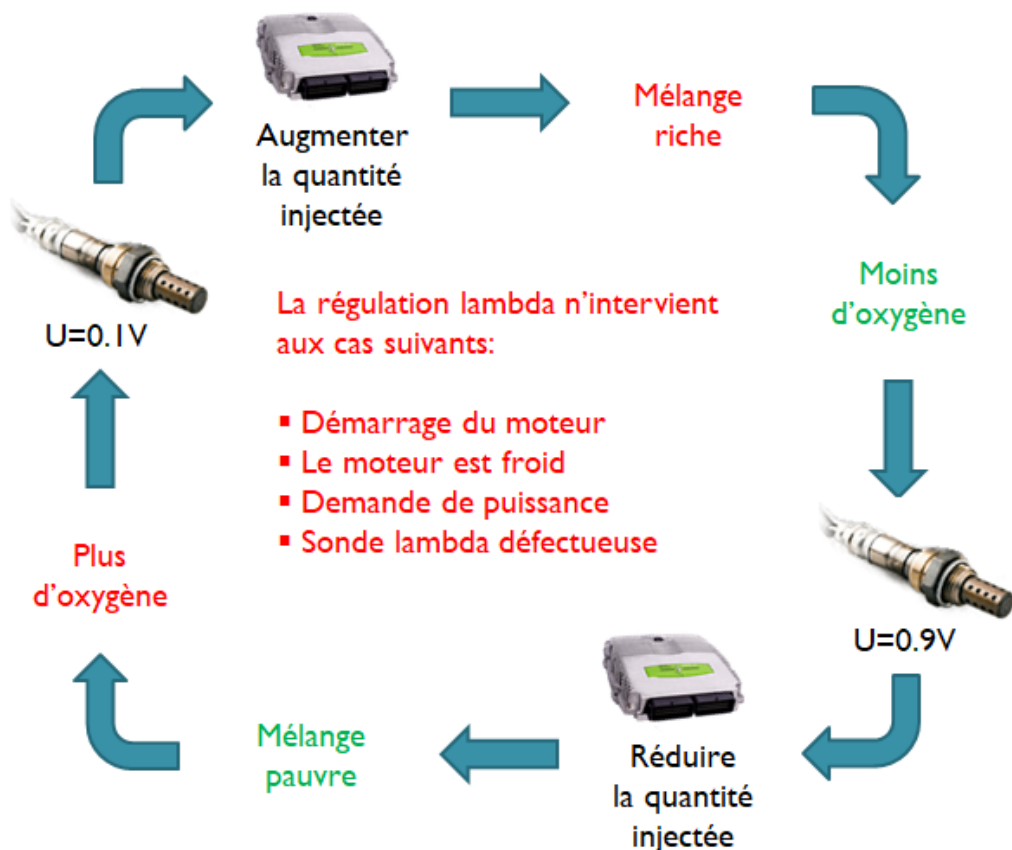 Augmenter
la quantité
injectée
Mélange
riche
Moins
d'oxygène
U=0.1V
La régulation lambda n'intervient
aux cas suivants:
▪ Démarrage du moteur
▪ Le moteur est froid
▪ Demande de puissance
▪ Sonde lambda défectueuse
Plus
d'oxygène
U=0.9V
Réduire
la quantité
injectée
Mélange
pauvre